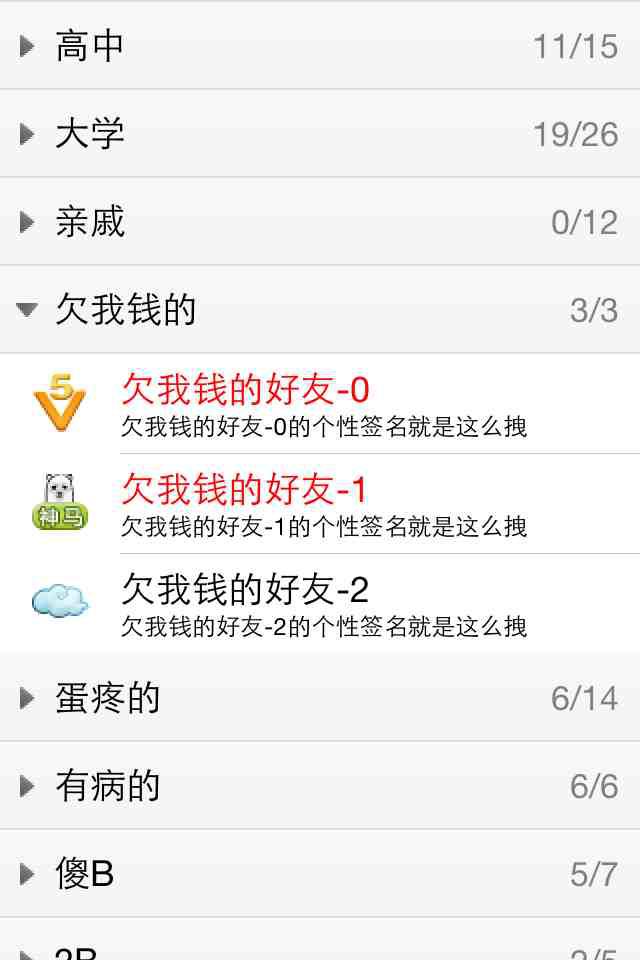 高中 11/15
大学 19/26
亲戚 0/12
欠我钱的 3/3
5
欠我钱的好友-0
欠我钱的好友-0的个性签名就是这么拽
神马
欠我钱的好友-1
欠我钱的好友-1的个性签名就是这么拽
欠我钱的好友-2
欠我钱的好友-2的个性签名就是这么拽
蛋疼的 6/14
有病的 6/6
傻B 5/7
2B 2/5